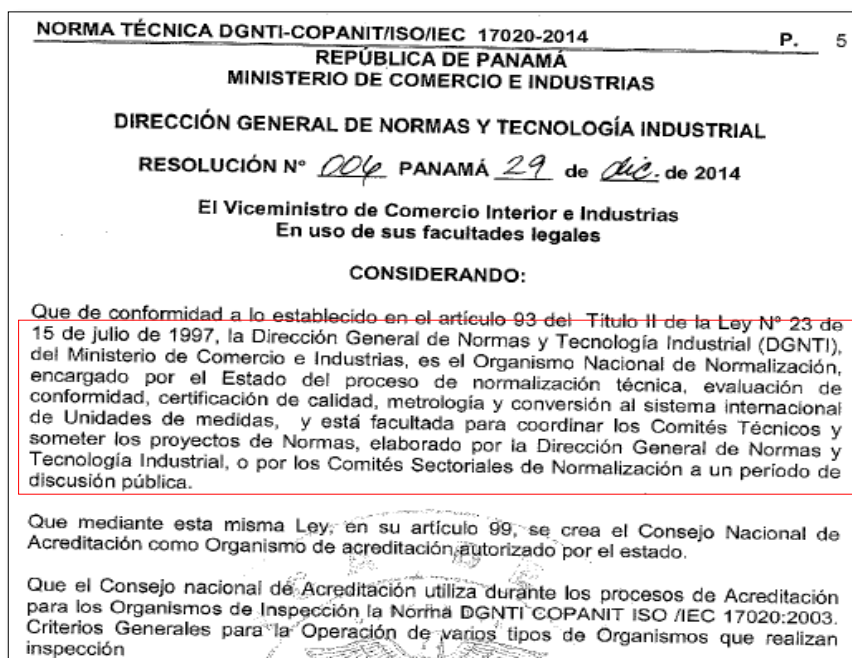 NORMA TÉCNICA DGNTI-COPANIT/ISO/IEC 17020-2014 P. 5
REPÚBLICA DE PANAMÁ
MINISTERIO DE COMERCIO E INDUSTRIAS
DIRECCIÓN GENERAL DE NORMAS Y TECNOLOGÍA INDUSTRIAL
RESOLUCIÓN N° 006 PANAMÁ 29 de dic. de 2014
El Viceministro de Comercio Interior e Industrias
En uso de sus facultades legales
CONSIDERANDO:
Que de conformidad a lo establecido en el artículo 93 del Título II de la Ley N° 23 de
15 de julio de 1997, la Dirección General de Normas y Tecnología Industrial (DGNTI),
del Ministerio de Comercio e Industrias, es el Organismo Nacional de Normalización,
encargado por el Estado del proceso de normalización técnica, evaluación de
conformidad, certificación de calidad, metrología y conversión al sistema internacional
de Unidades de medidas, y está facultada para coordinar los Comités Técnicos y
someter los proyectos de Normas, elaborado por la Dirección General de Normas y
Tecnología Industrial, o por los Comités Sectoriales de Normalización a un período de
discusión pública.
Que mediante esta misma Ley, en su artículo 99, se crea el Consejo Nacional de
Acreditación como Organismo de acreditación autorizado por el estado.
Que el Consejo nacional de Acreditación utiliza durante los procesos de Acreditación
para los Organismos de Inspección la Norma DGNTI COPANIT ISO /IEC 17020:2003.
Criterios Generales para la Operación de varios tipos de Organismos que realizan
inspección